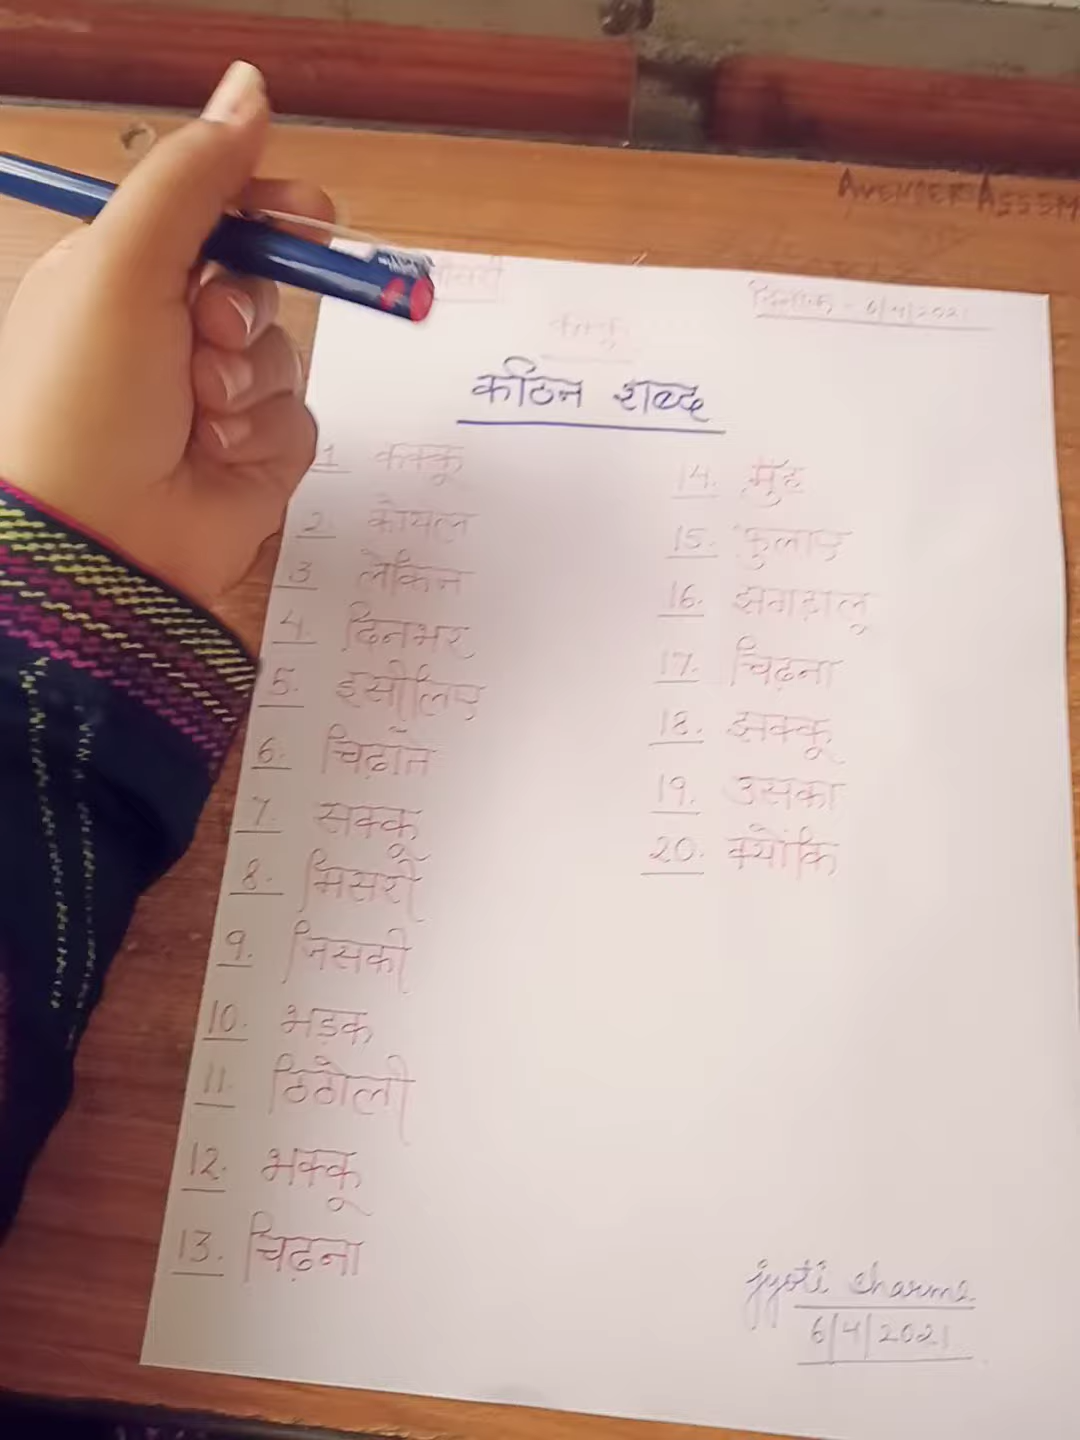 दिनांक - 6/4/2021
कक्कू
कठिन शब्द
1 कक्कू
2. कोयल
3 लेकिन
4. दिनभर
5. इसीलिए
6. चिढ़ाते
7. सक्कू
8. मिसरी
9. जिसकी
10. भड़क
11. ठिठोली
12. भक्कू
13. चिढ़ना
14. मुँह
15. फुलाए
16. झगड़ालू
17. चिढ़ना
18. झक्कू
19. उसका
20. क्योंकि
Jyoti Sharma
6/4/2021